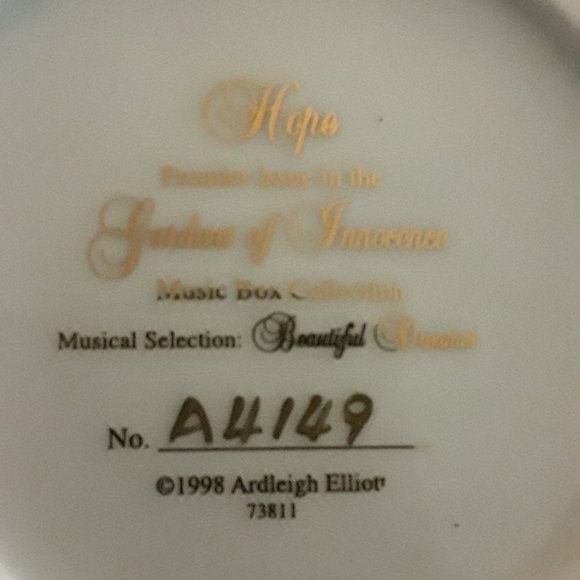 Hope
Premier issue in the
Gardens of Innocence
Music Box Collection
Musical Selection: Beautiful
No. A4149
©1998 Ardleigh Elliott
73811